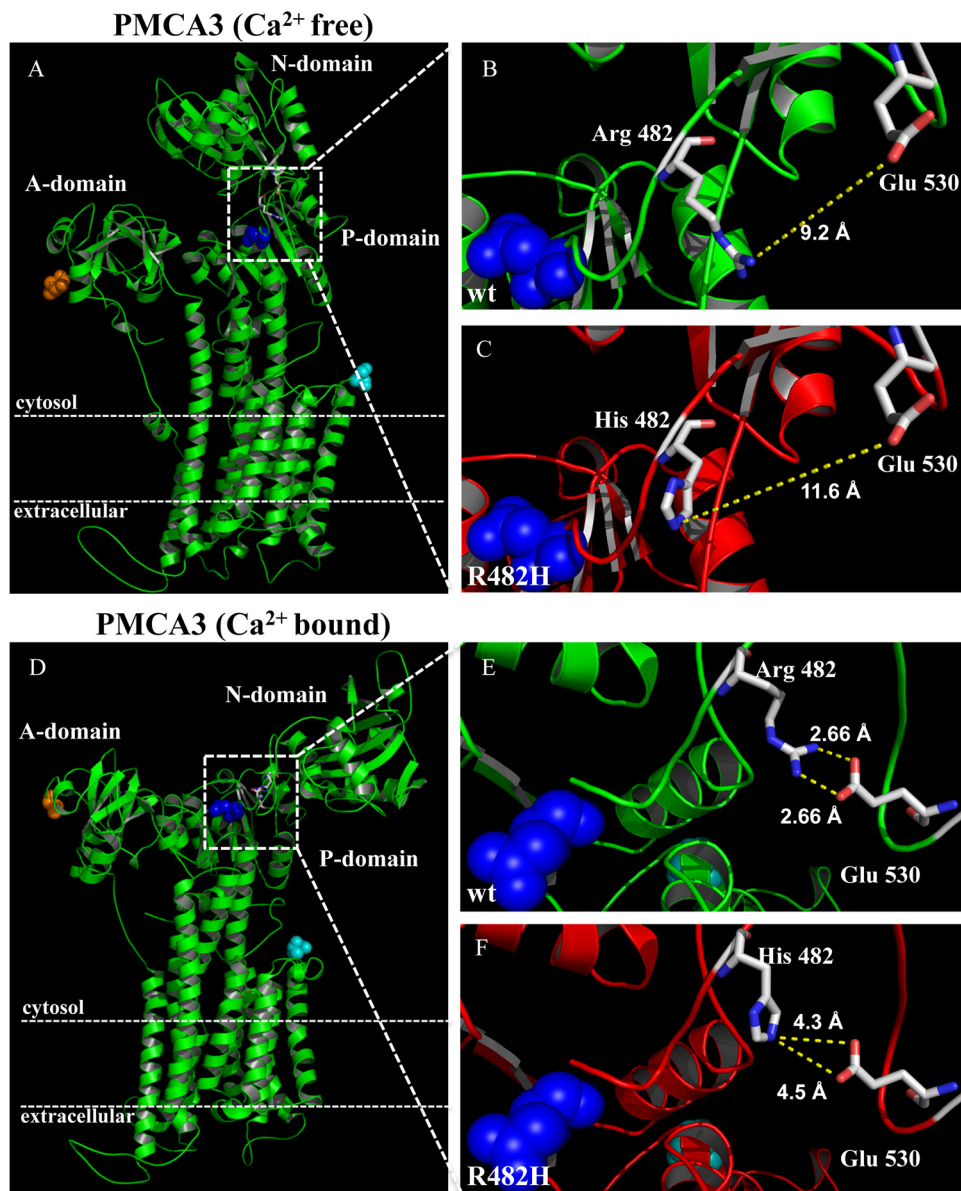 PMCA3 (Ca²⁺ free)
A
N-domain
A-domain
P-domain
cytosol
extracellular
B
Arg 482
Glu 530
9.2 Å
wt
C
His 482
Glu 530
11.6 Å
R482H
PMCA3 (Ca²⁺ bound)
D
N-domain
A-domain
P-domain
cytosol
extracellular
E
Arg 482
2.66 Å
2.66 Å
Glu 530
wt
F
His 482
4.3 Å
4.5 Å
Glu 530
R482H